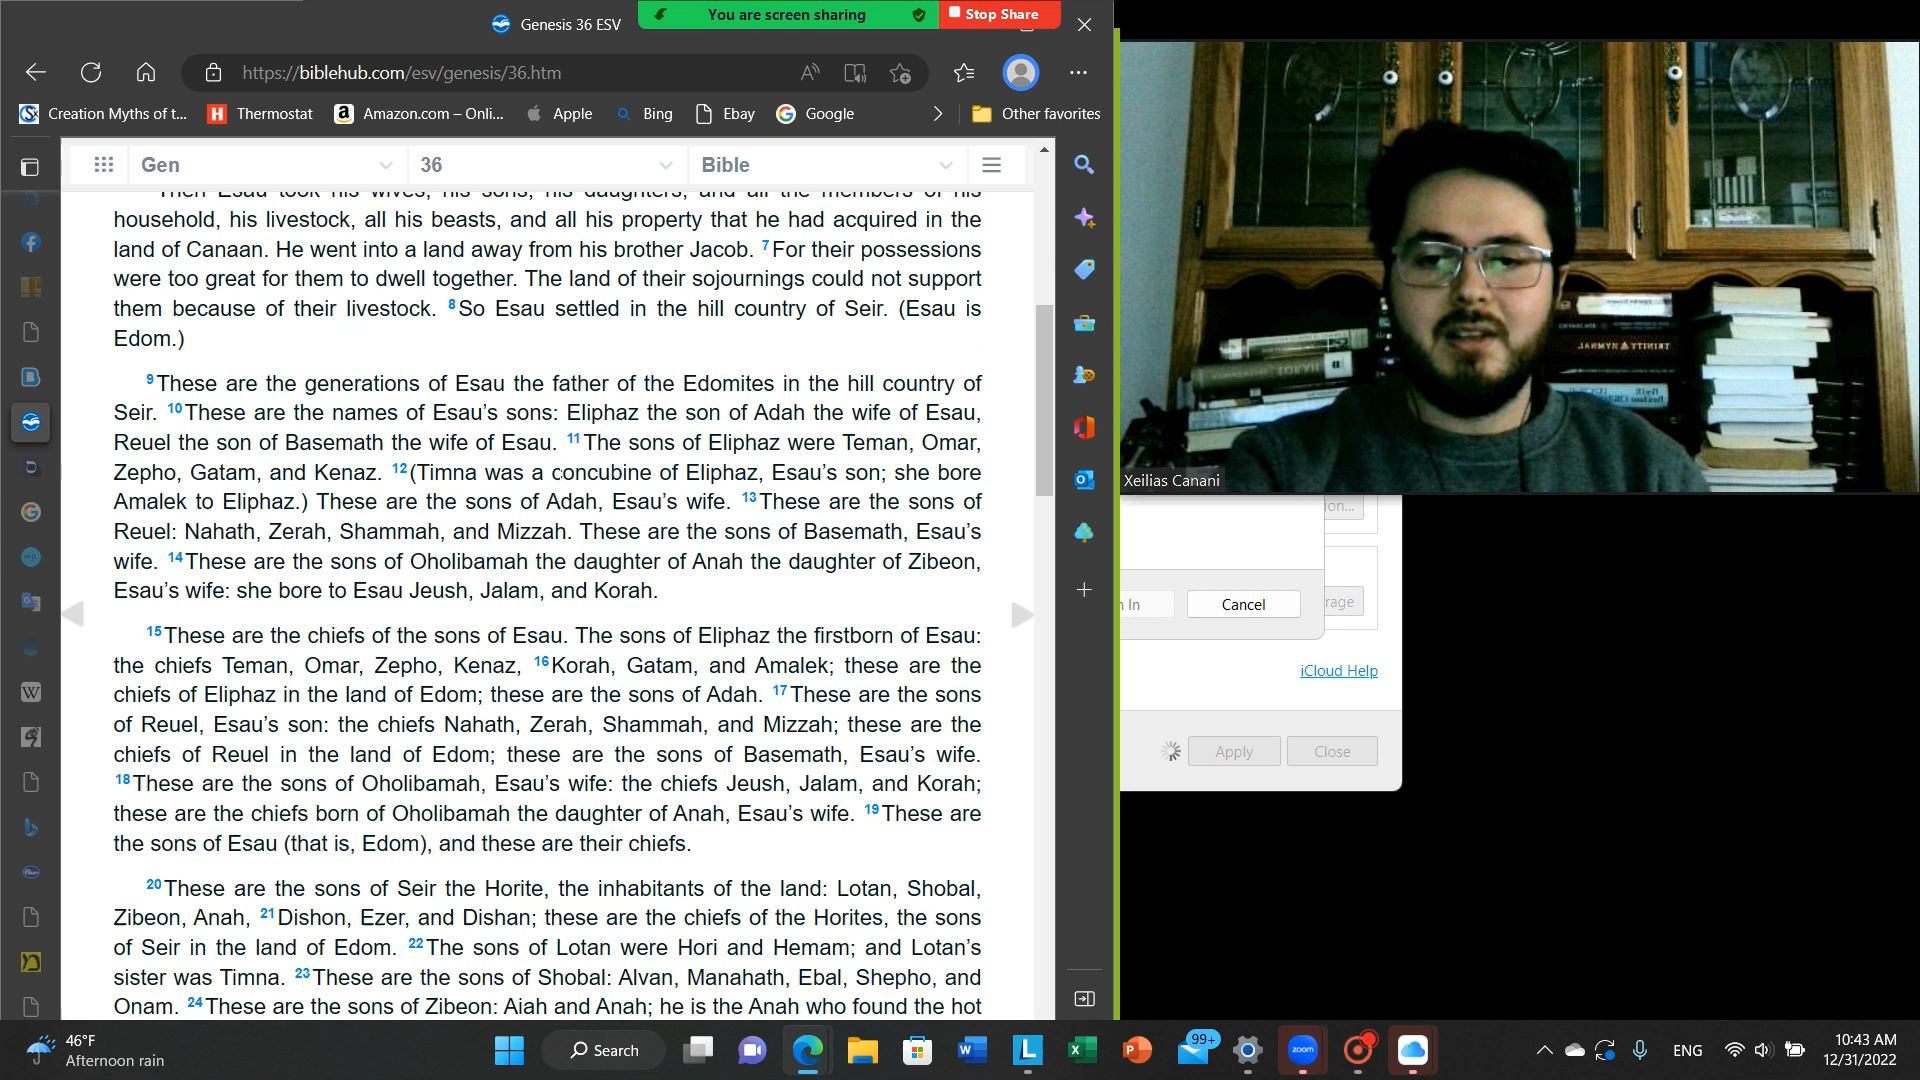 Genesis 36 ESV
You are screen sharing
Stop Share
https://biblehub.com/esv/genesis/36.htm
Creation Myths of t...
Thermostat
Amazon.com – Onli...
Apple
Bing
Ebay
Google
Other favorites
Gen
36
Bible
Then Esau took his wives, his sons, his daughters, and all the members of his
household, his livestock, all his beasts, and all his property that he had acquired in the
land of Canaan. He went into a land away from his brother Jacob. 7 For their possessions
were too great for them to dwell together. The land of their sojournings could not support
them because of their livestock. 8 So Esau settled in the hill country of Seir. (Esau is
Edom.)
9 These are the generations of Esau the father of the Edomites in the hill country of
Seir. 10 These are the names of Esau’s sons: Eliphaz the son of Adah the wife of Esau,
Reuel the son of Basemath the wife of Esau. 11 The sons of Eliphaz were Teman, Omar,
Zepho, Gatam, and Kenaz. 12 (Timna was a concubine of Eliphaz, Esau’s son; she bore
Amalek to Eliphaz.) These are the sons of Adah, Esau’s wife. 13 These are the sons of
Reuel: Nahath, Zerah, Shammah, and Mizzah. These are the sons of Basemath, Esau’s
wife. 14 These are the sons of Oholibamah the daughter of Anah the daughter of Zibeon,
Esau’s wife: she bore to Esau Jeush, Jalam, and Korah.
15 These are the chiefs of the sons of Esau. The sons of Eliphaz the firstborn of Esau:
the chiefs Teman, Omar, Zepho, Kenaz, 16 Korah, Gatam, and Amalek; these are the
chiefs of Eliphaz in the land of Edom; these are the sons of Adah. 17 These are the sons
of Reuel, Esau’s son: the chiefs Nahath, Zerah, Shammah, and Mizzah; these are the
chiefs of Reuel in the land of Edom; these are the sons of Basemath, Esau’s wife.
18 These are the sons of Oholibamah, Esau’s wife: the chiefs Jeush, Jalam, and Korah;
these are the chiefs born of Oholibamah the daughter of Anah, Esau’s wife. 19 These are
the sons of Esau (that is, Edom), and these are their chiefs.
20 These are the sons of Seir the Horite, the inhabitants of the land: Lotan, Shobal,
Zibeon, Anah, 21 Dishon, Ezer, and Dishan; these are the chiefs of the Horites, the sons
of Seir in the land of Edom. 22 The sons of Lotan were Hori and Hemam; and Lotan’s
sister was Timna. 23 These are the sons of Shobal: Alvan, Manahath, Ebal, Shepho, and
Onam. 24 These are the sons of Zibeon: Aiah and Anah; he is the Anah who found the hot
TRINITY HYMNAL
Xeilias Canani
ion...
n In
Cancel
rage
iCloud Help
Apply
Close
46°F
Afternoon rain
Search
99+
zoom
ENG
10:43 AM
12/31/2022